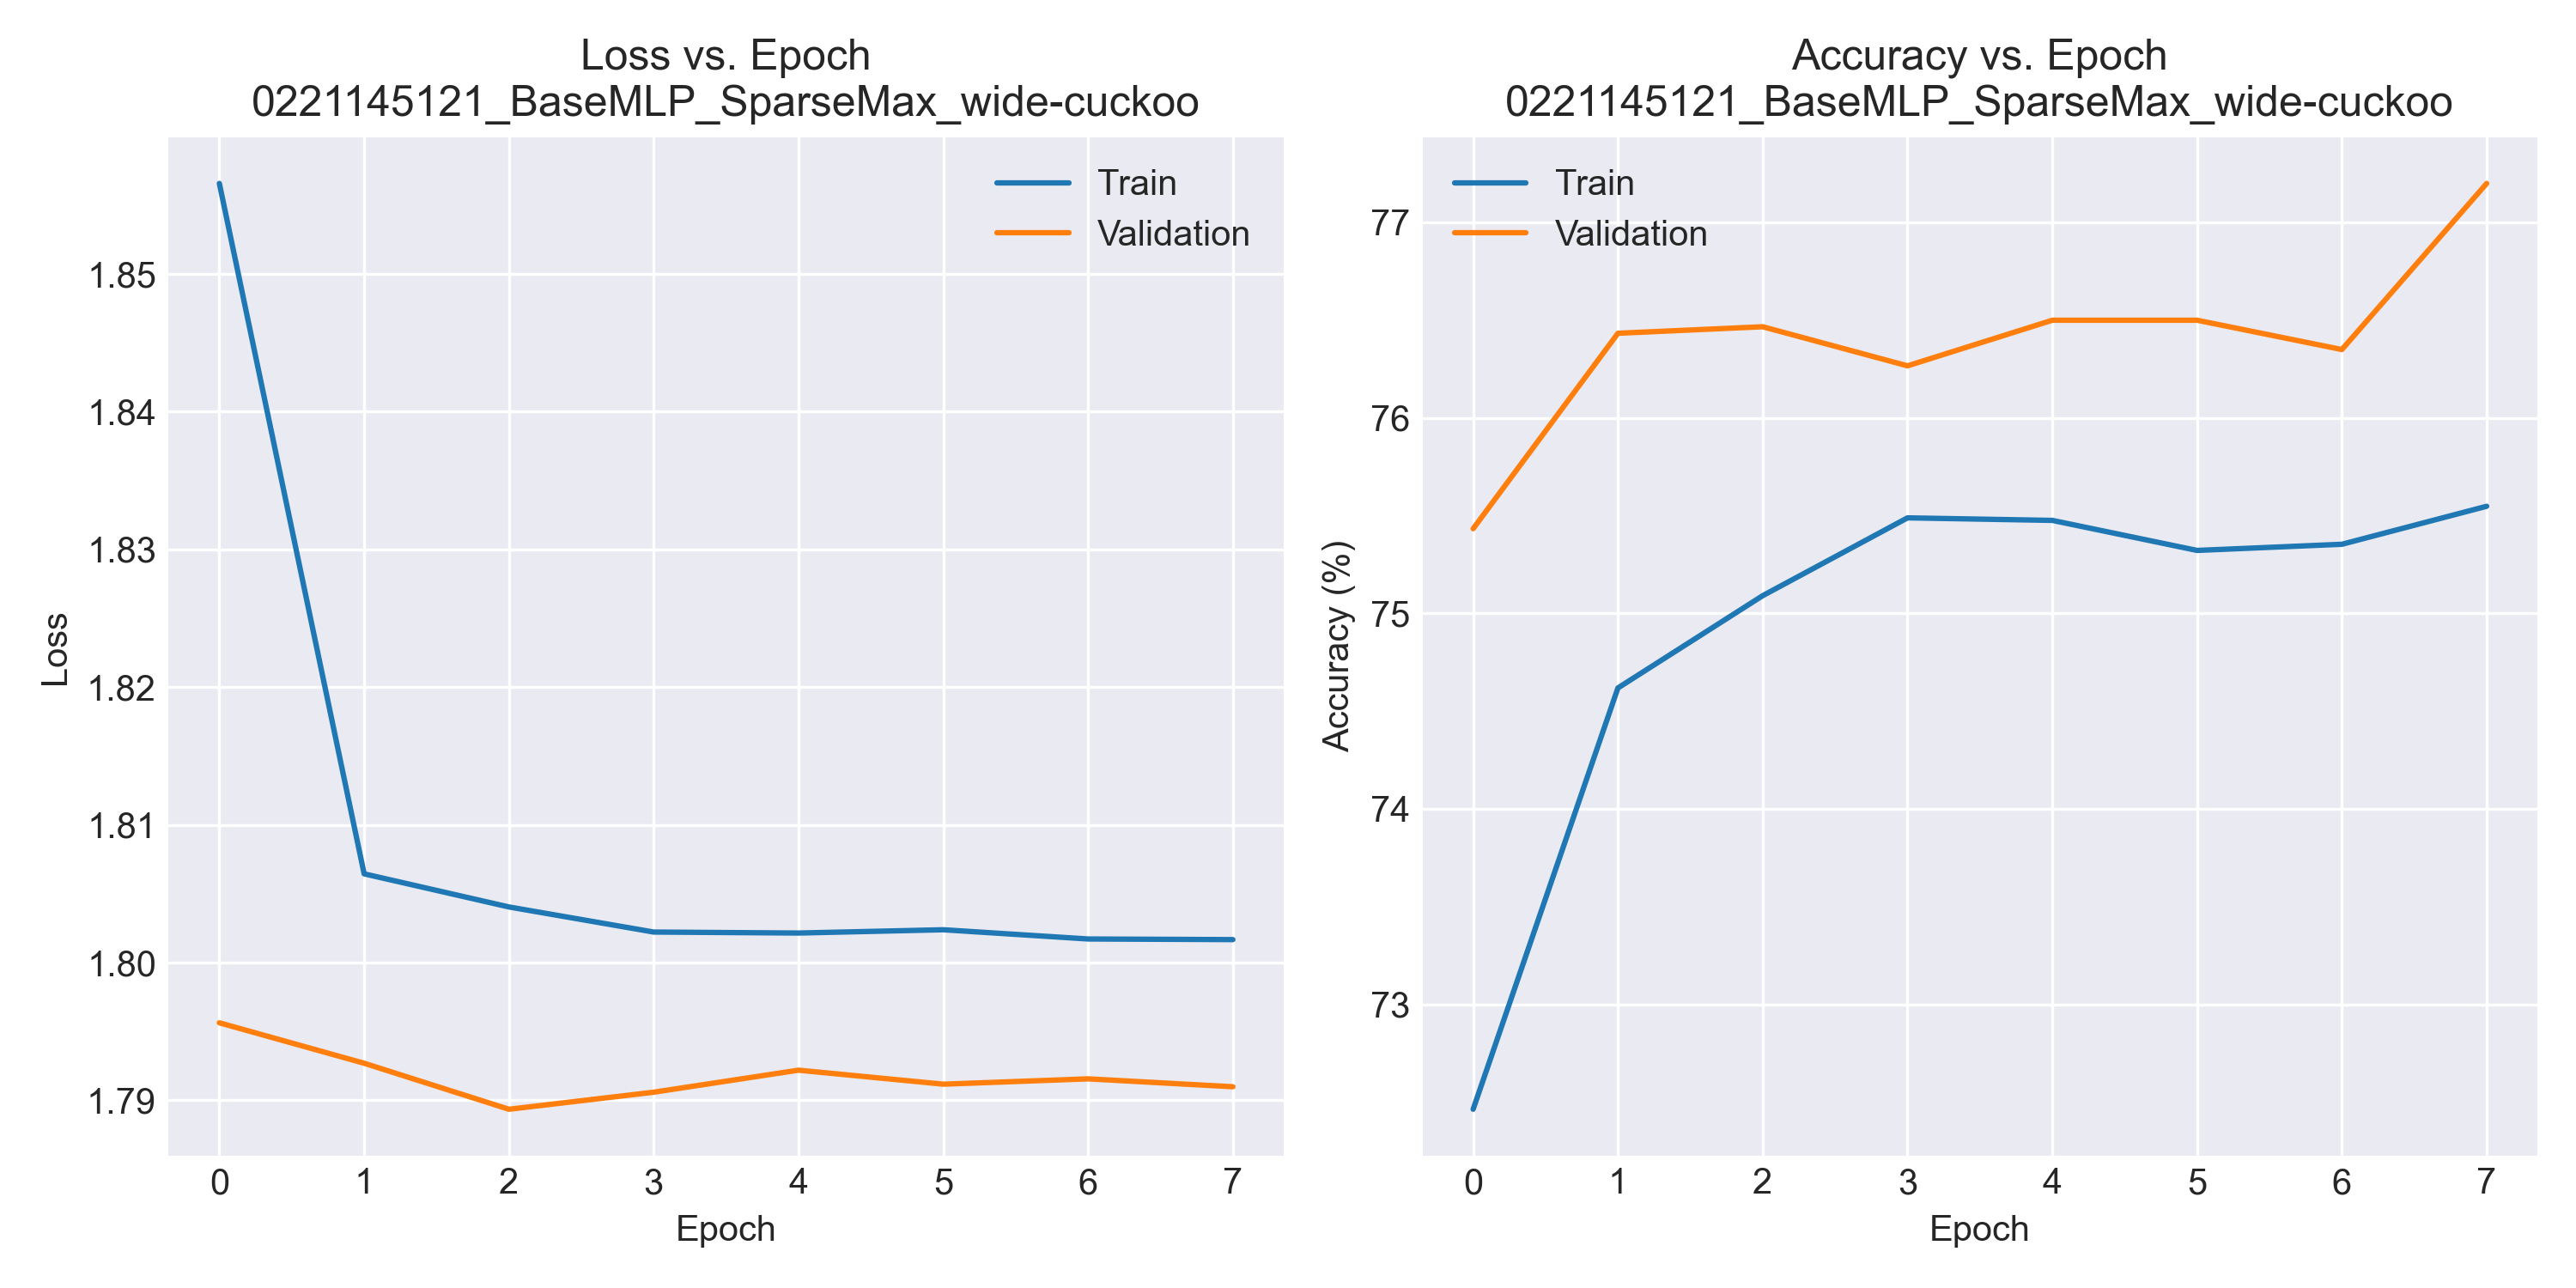 Loss vs. Epoch
0221145121_BaseMLP_SparseMax_wide-cuckoo
Train
Validation
1.85
1.84
1.83
1.82
1.81
1.80
1.79
Loss
0 1 2 3 4 5 6 7
Epoch
Accuracy vs. Epoch
0221145121_BaseMLP_SparseMax_wide-cuckoo
Train
Validation
77
76
75
74
73
Accuracy (%)
0 1 2 3 4 5 6 7
Epoch